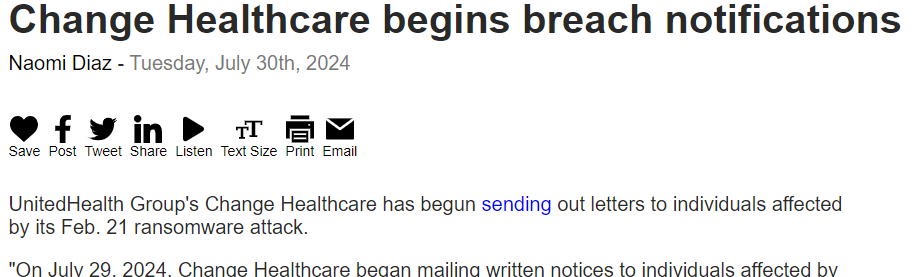 Change Healthcare begins breach notifications
Naomi Diaz - Tuesday, July 30th, 2024
Save Post Tweet Share Listen Text Size Print Email
UnitedHealth Group's Change Healthcare has begun sending out letters to individuals affected
by its Feb. 21 ransomware attack.
"On July 29, 2024, Change Healthcare began mailing written notices to individuals affected by